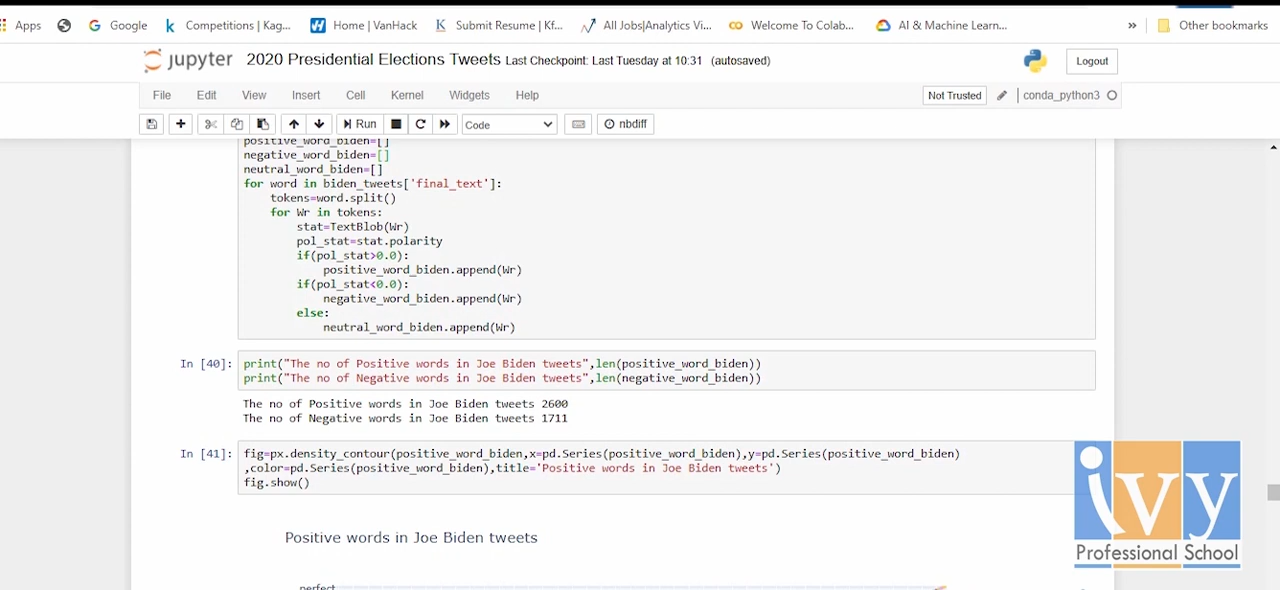 Apps Google Competitions | Kag... Home | VanHack Submit Resume | Kf... All Jobs|Analytics Vi... Welcome To Colab... AI & Machine Learn... » Other bookmarks
jupyter 2020 Presidential Elections Tweets Last Checkpoint: Last Tuesday at 10:31 (autosaved) Logout
File Edit View Insert Cell Kernel Widgets Help Not Trusted conda_python3
Run Code nbdiff
positive_word_biden=[]
negative_word_biden=[]
neutral_word_biden=[]
for word in biden_tweets['final_text']:
    tokens=word.split()
    for Wr in tokens:
        stat=TextBlob(Wr)
        pol_stat=stat.polarity
        if(pol_stat>0.0):
            positive_word_biden.append(Wr)
        if(pol_stat<0.0):
            negative_word_biden.append(Wr)
        else:
            neutral_word_biden.append(Wr)
In [40]: print("The no of Positive words in Joe Biden tweets",len(positive_word_biden))
print("The no of Negative words in Joe Biden tweets",len(negative_word_biden))
The no of Positive words in Joe Biden tweets 2600
The no of Negative words in Joe Biden tweets 1711
In [41]: fig=px.density_contour(positive_word_biden,x=pd.Series(positive_word_biden),y=pd.Series(positive_word_biden)
,color=pd.Series(positive_word_biden),title='Positive words in Joe Biden tweets')
fig.show()
Positive words in Joe Biden tweets
perfect
ivy
Professional School